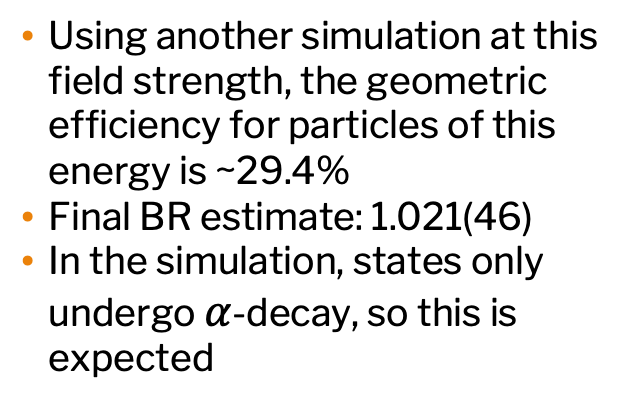 • Using another simulation at this
field strength, the geometric
efficiency for particles of this
energy is ~29.4%
• Final BR estimate: 1.021(46)
• In the simulation, states only
undergo 𝜶-decay, so this is
expected